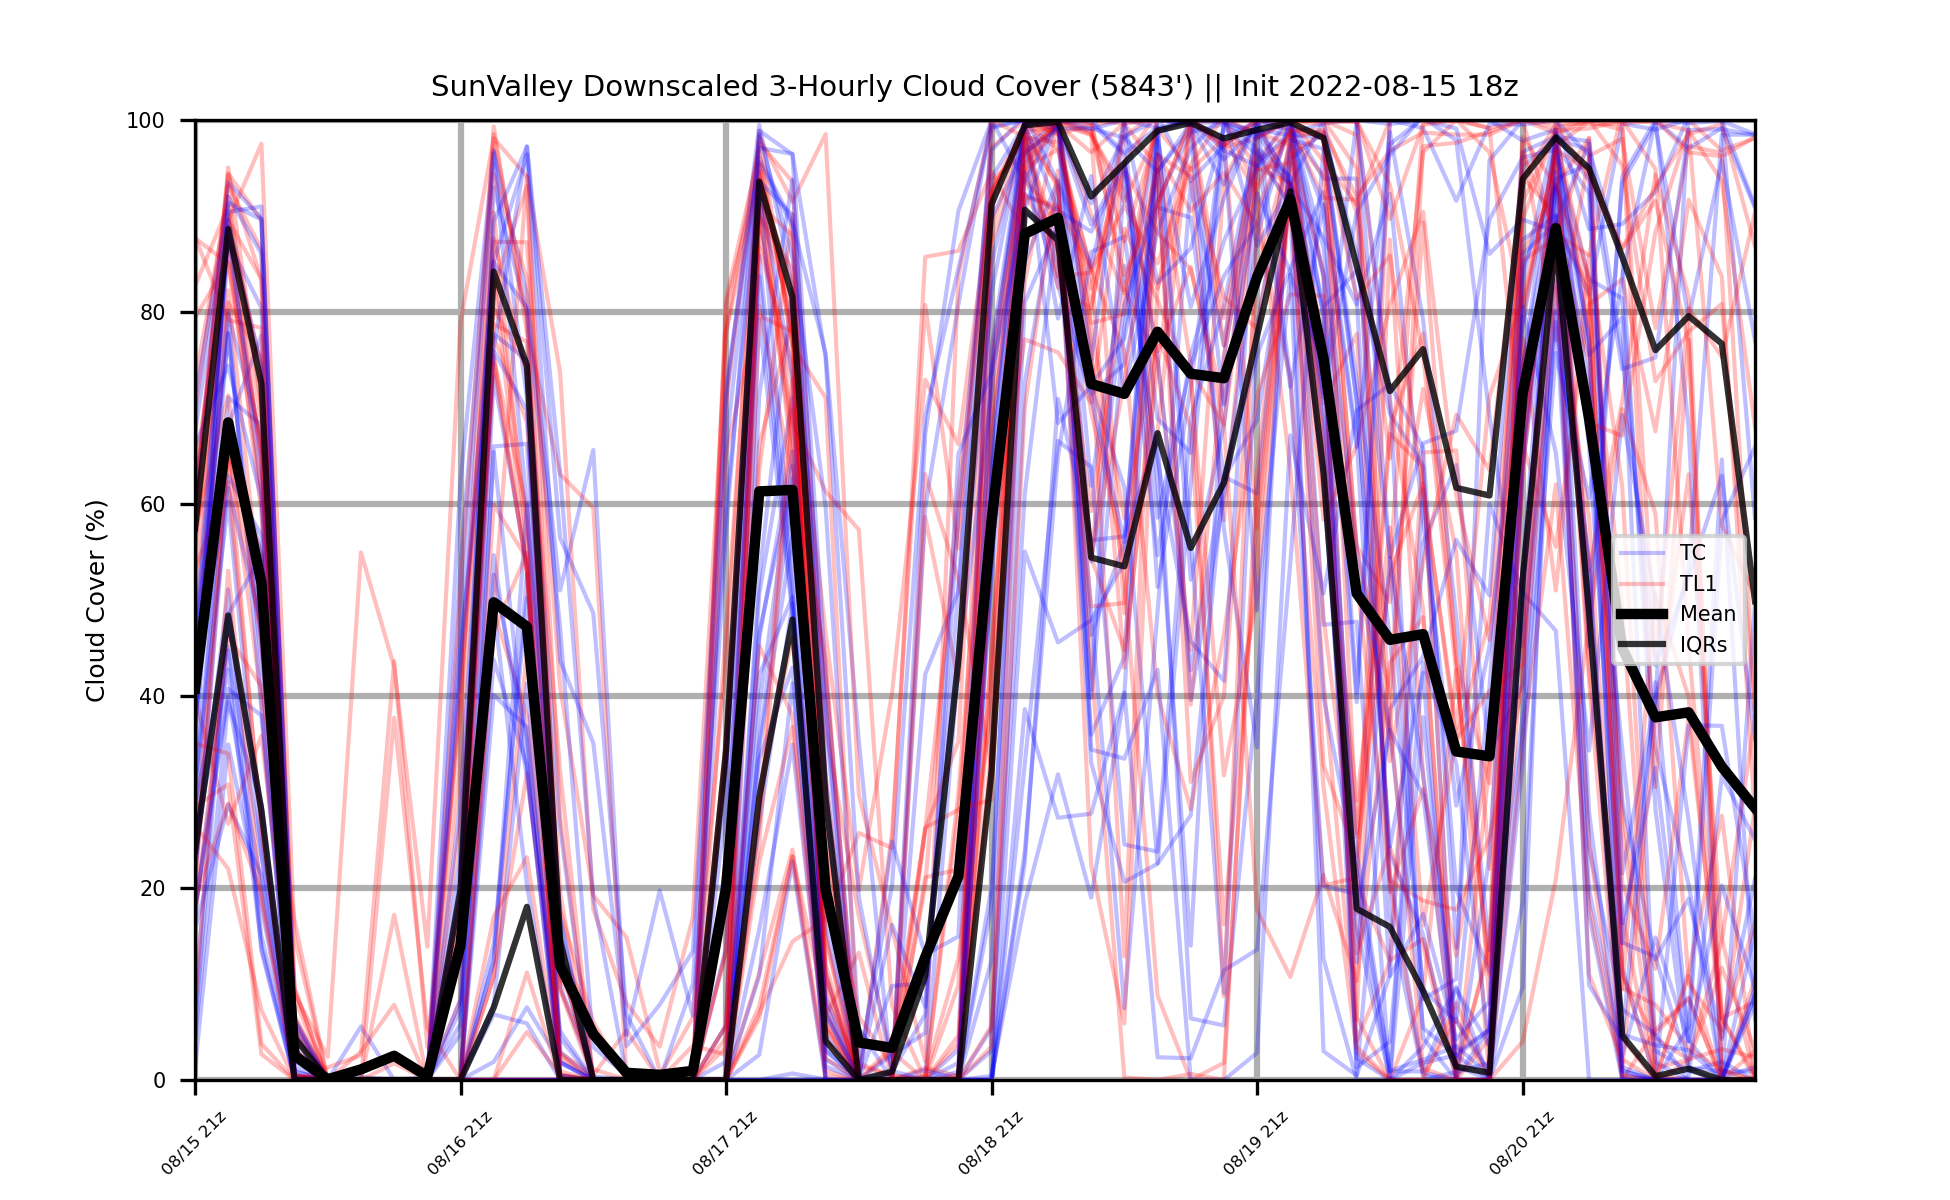 SunValley Downscaled 3-Hourly Cloud Cover (5843') || Init 2022-08-15 18z
Cloud Cover (%)
100
80
60
40
20
0
TC
TL1
Mean
IQRs
08/15 21z
08/16 21z
08/17 21z
08/18 21z
08/19 21z
08/20 21z